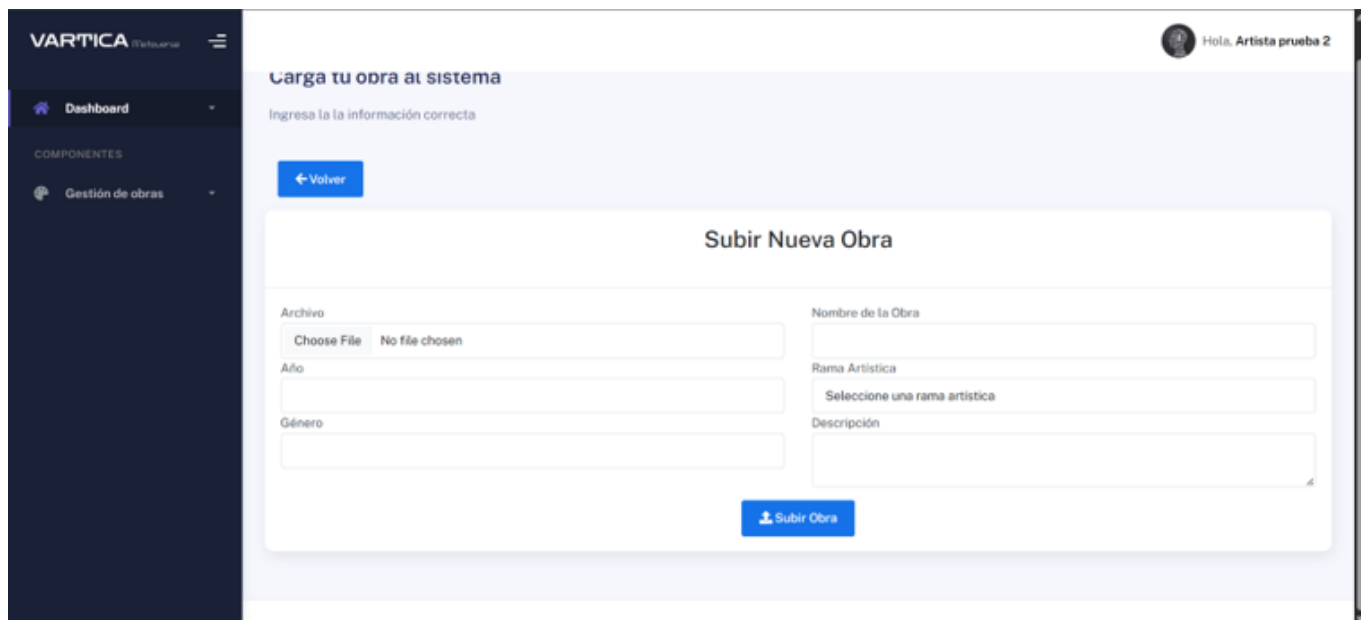 VARTICA Metaverso
Hola, Artista prueba 2
Carga tu obra al sistema
Dashboard
Ingresa la la información correcta
COMPONENTES
Gestión de obras
Volver
Subir Nueva Obra
Archivo
Choose File No file chosen
Nombre de la Obra
Año
Rama Artística
Seleccione una rama artística
Género
Descripción
Subir Obra